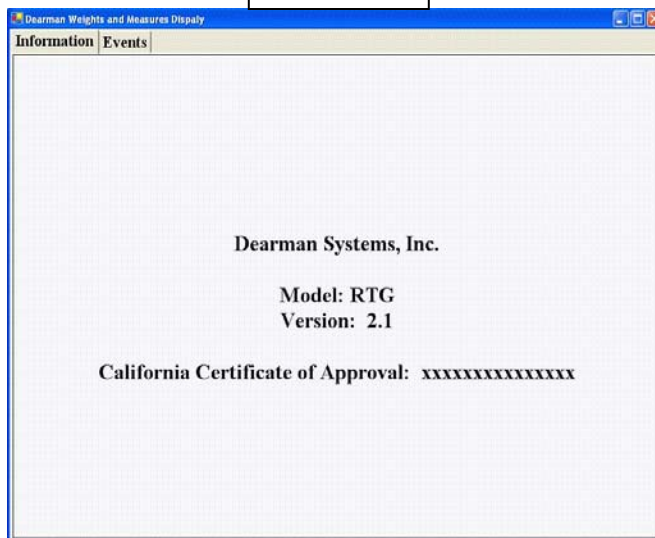 Dearman Weights and Measures Dispaly
Information Events
Dearman Systems, Inc.
Model: RTG
Version: 2.1
California Certificate of Approval: xxxxxxxxxxxxxxx